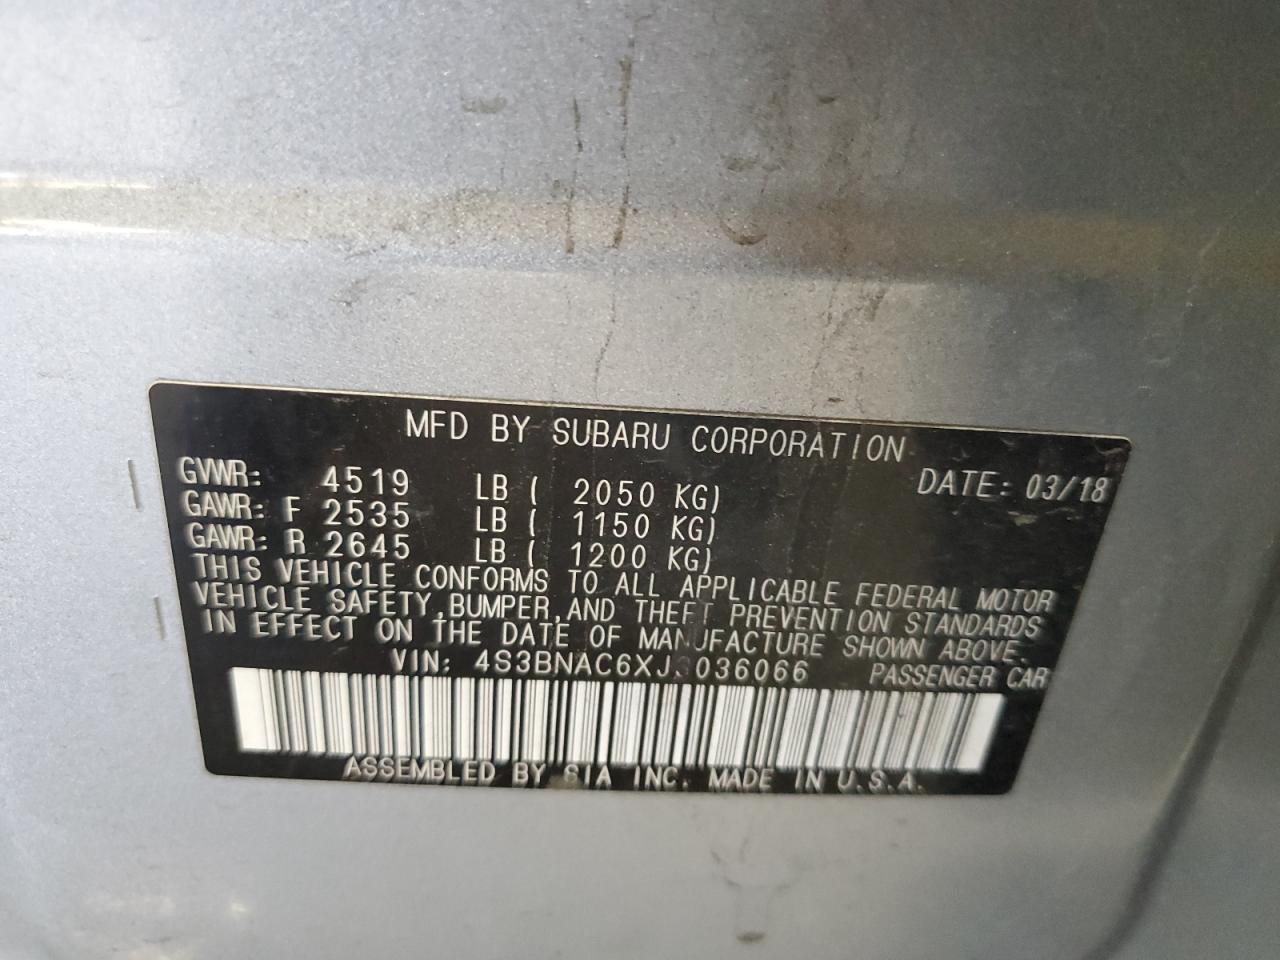 MFD BY SUBARU CORPORATION
DATE: 03/18
GVWR: 4519 LB ( 2050 KG)
GAWR: F 2535 LB ( 1150 KG)
GAWR: R 2645 LB ( 1200 KG)
THIS VEHICLE CONFORMS TO ALL APPLICABLE FEDERAL MOTOR
VEHICLE SAFETY, BUMPER, AND THEFT PREVENTION STANDARDS
IN EFFECT ON THE DATE OF MANUFACTURE SHOWN ABOVE.
VIN: 4S3BNAC6XJ3036066 PASSENGER CAR
ASSEMBLED BY SIA INC. MADE IN U.S.A.